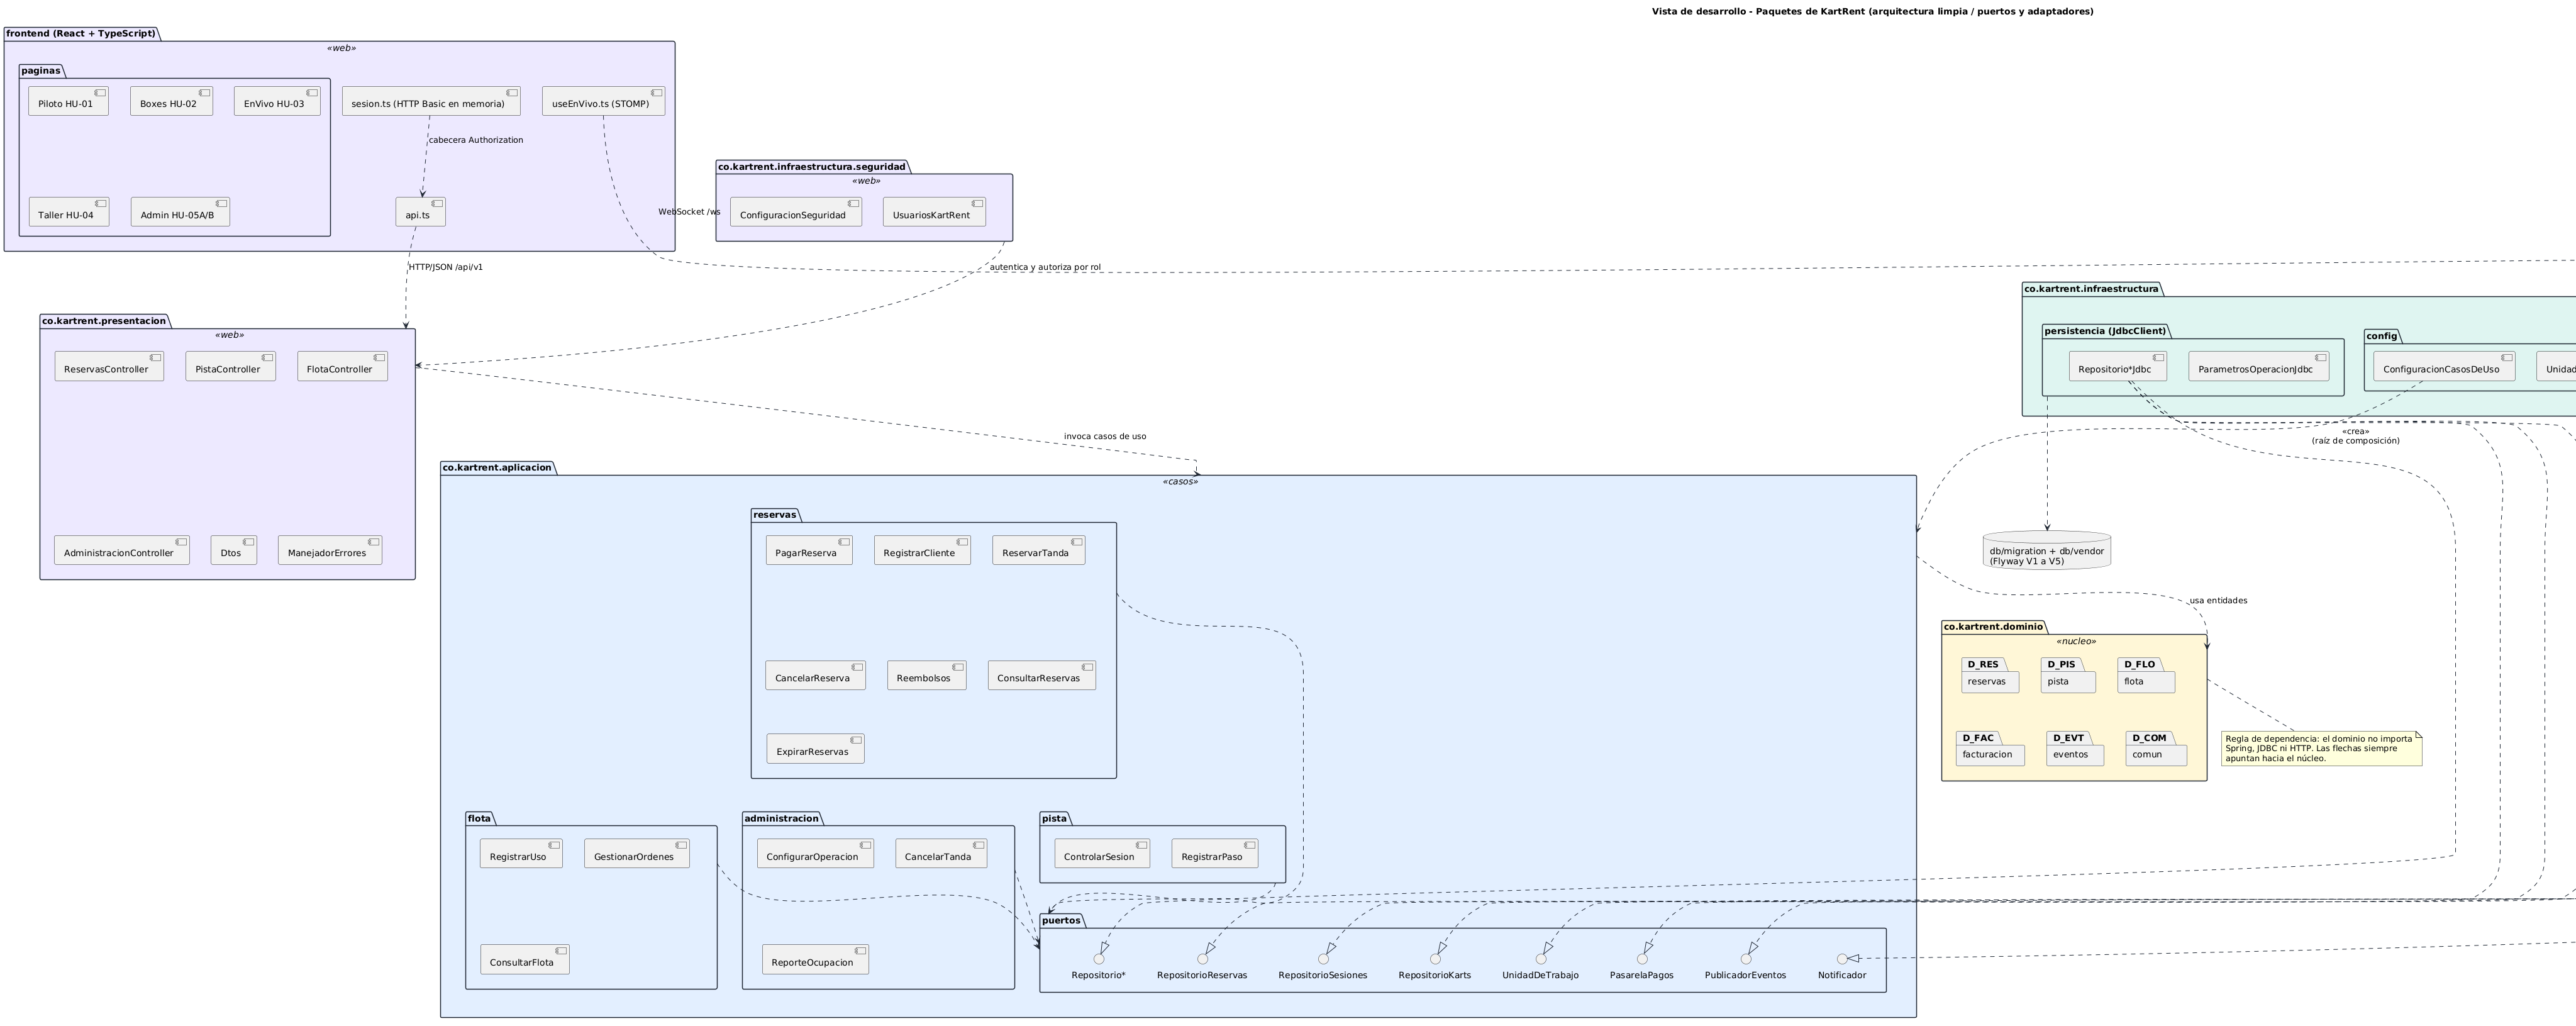 Vista de desarrollo - Paquetes de KartRent (arquitectura limpia / puertos y adaptadores)
frontend (React + TypeScript)
«web»
paginas
Piloto HU-01
Boxes HU-02
EnVivo HU-03
Taller HU-04
Admin HU-05A/B
sesion.ts (HTTP Basic en memoria)
useEnVivo.ts (STOMP)
cabecera Authorization
api.ts
WebSocket /ws
HTTP/JSON /api/v1
co.kartrent.infraestructura.seguridad
«web»
ConfiguracionSeguridad
UsuariosKartRent
autentica y autoriza por rol
co.kartrent.presentacion
«web»
ReservasController
PistaController
FlotaController
AdministracionController
Dtos
ManejadorErrores
invoca casos de uso
co.kartrent.infraestructura
persistencia (JdbcClient)
Repositorio*Jdbc
ParametrosOperacionJdbc
config
ConfiguracionCasosDeUso
Unidad
«crea»
(raíz de composición)
db/migration + db/vendor
(Flyway V1 a V5)
usa entidades
co.kartrent.dominio
«nucleo»
D_RES
reservas
D_PIS
pista
D_FLO
flota
D_FAC
facturacion
D_EVT
eventos
D_COM
comun
Regla de dependencia: el dominio no importa
Spring, JDBC ni HTTP. Las flechas siempre
apuntan hacia el núcleo.
co.kartrent.aplicacion
«casos»
reservas
PagarReserva
RegistrarCliente
ReservarTanda
CancelarReserva
Reembolsos
ConsultarReservas
ExpirarReservas
flota
RegistrarUso
GestionarOrdenes
ConsultarFlota
administracion
ConfigurarOperacion
CancelarTanda
ReporteOcupacion
pista
ControlarSesion
RegistrarPaso
puertos
Repositorio*
RepositorioReservas
RepositorioSesiones
RepositorioKarts
UnidadDeTrabajo
PasarelaPagos
PublicadorEventos
Notificador